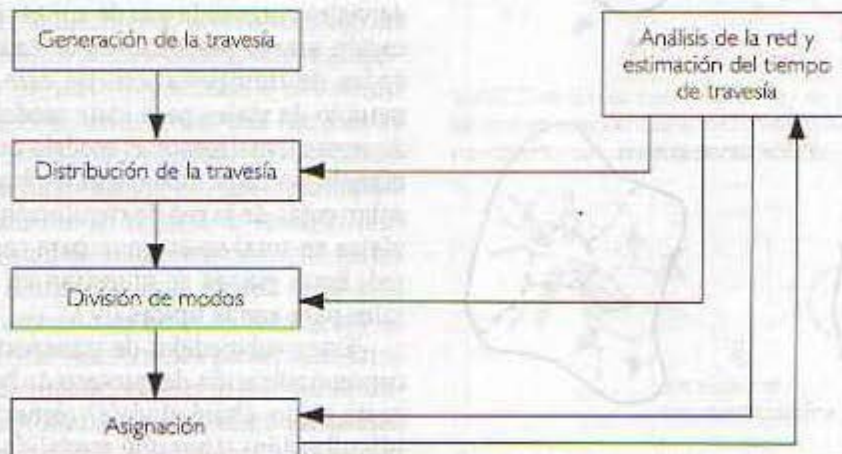 Generación de la travesía
Análisis de la red y
estimación del tiempo
de travesía
Distribución de la travesía
División de modos
Asignación